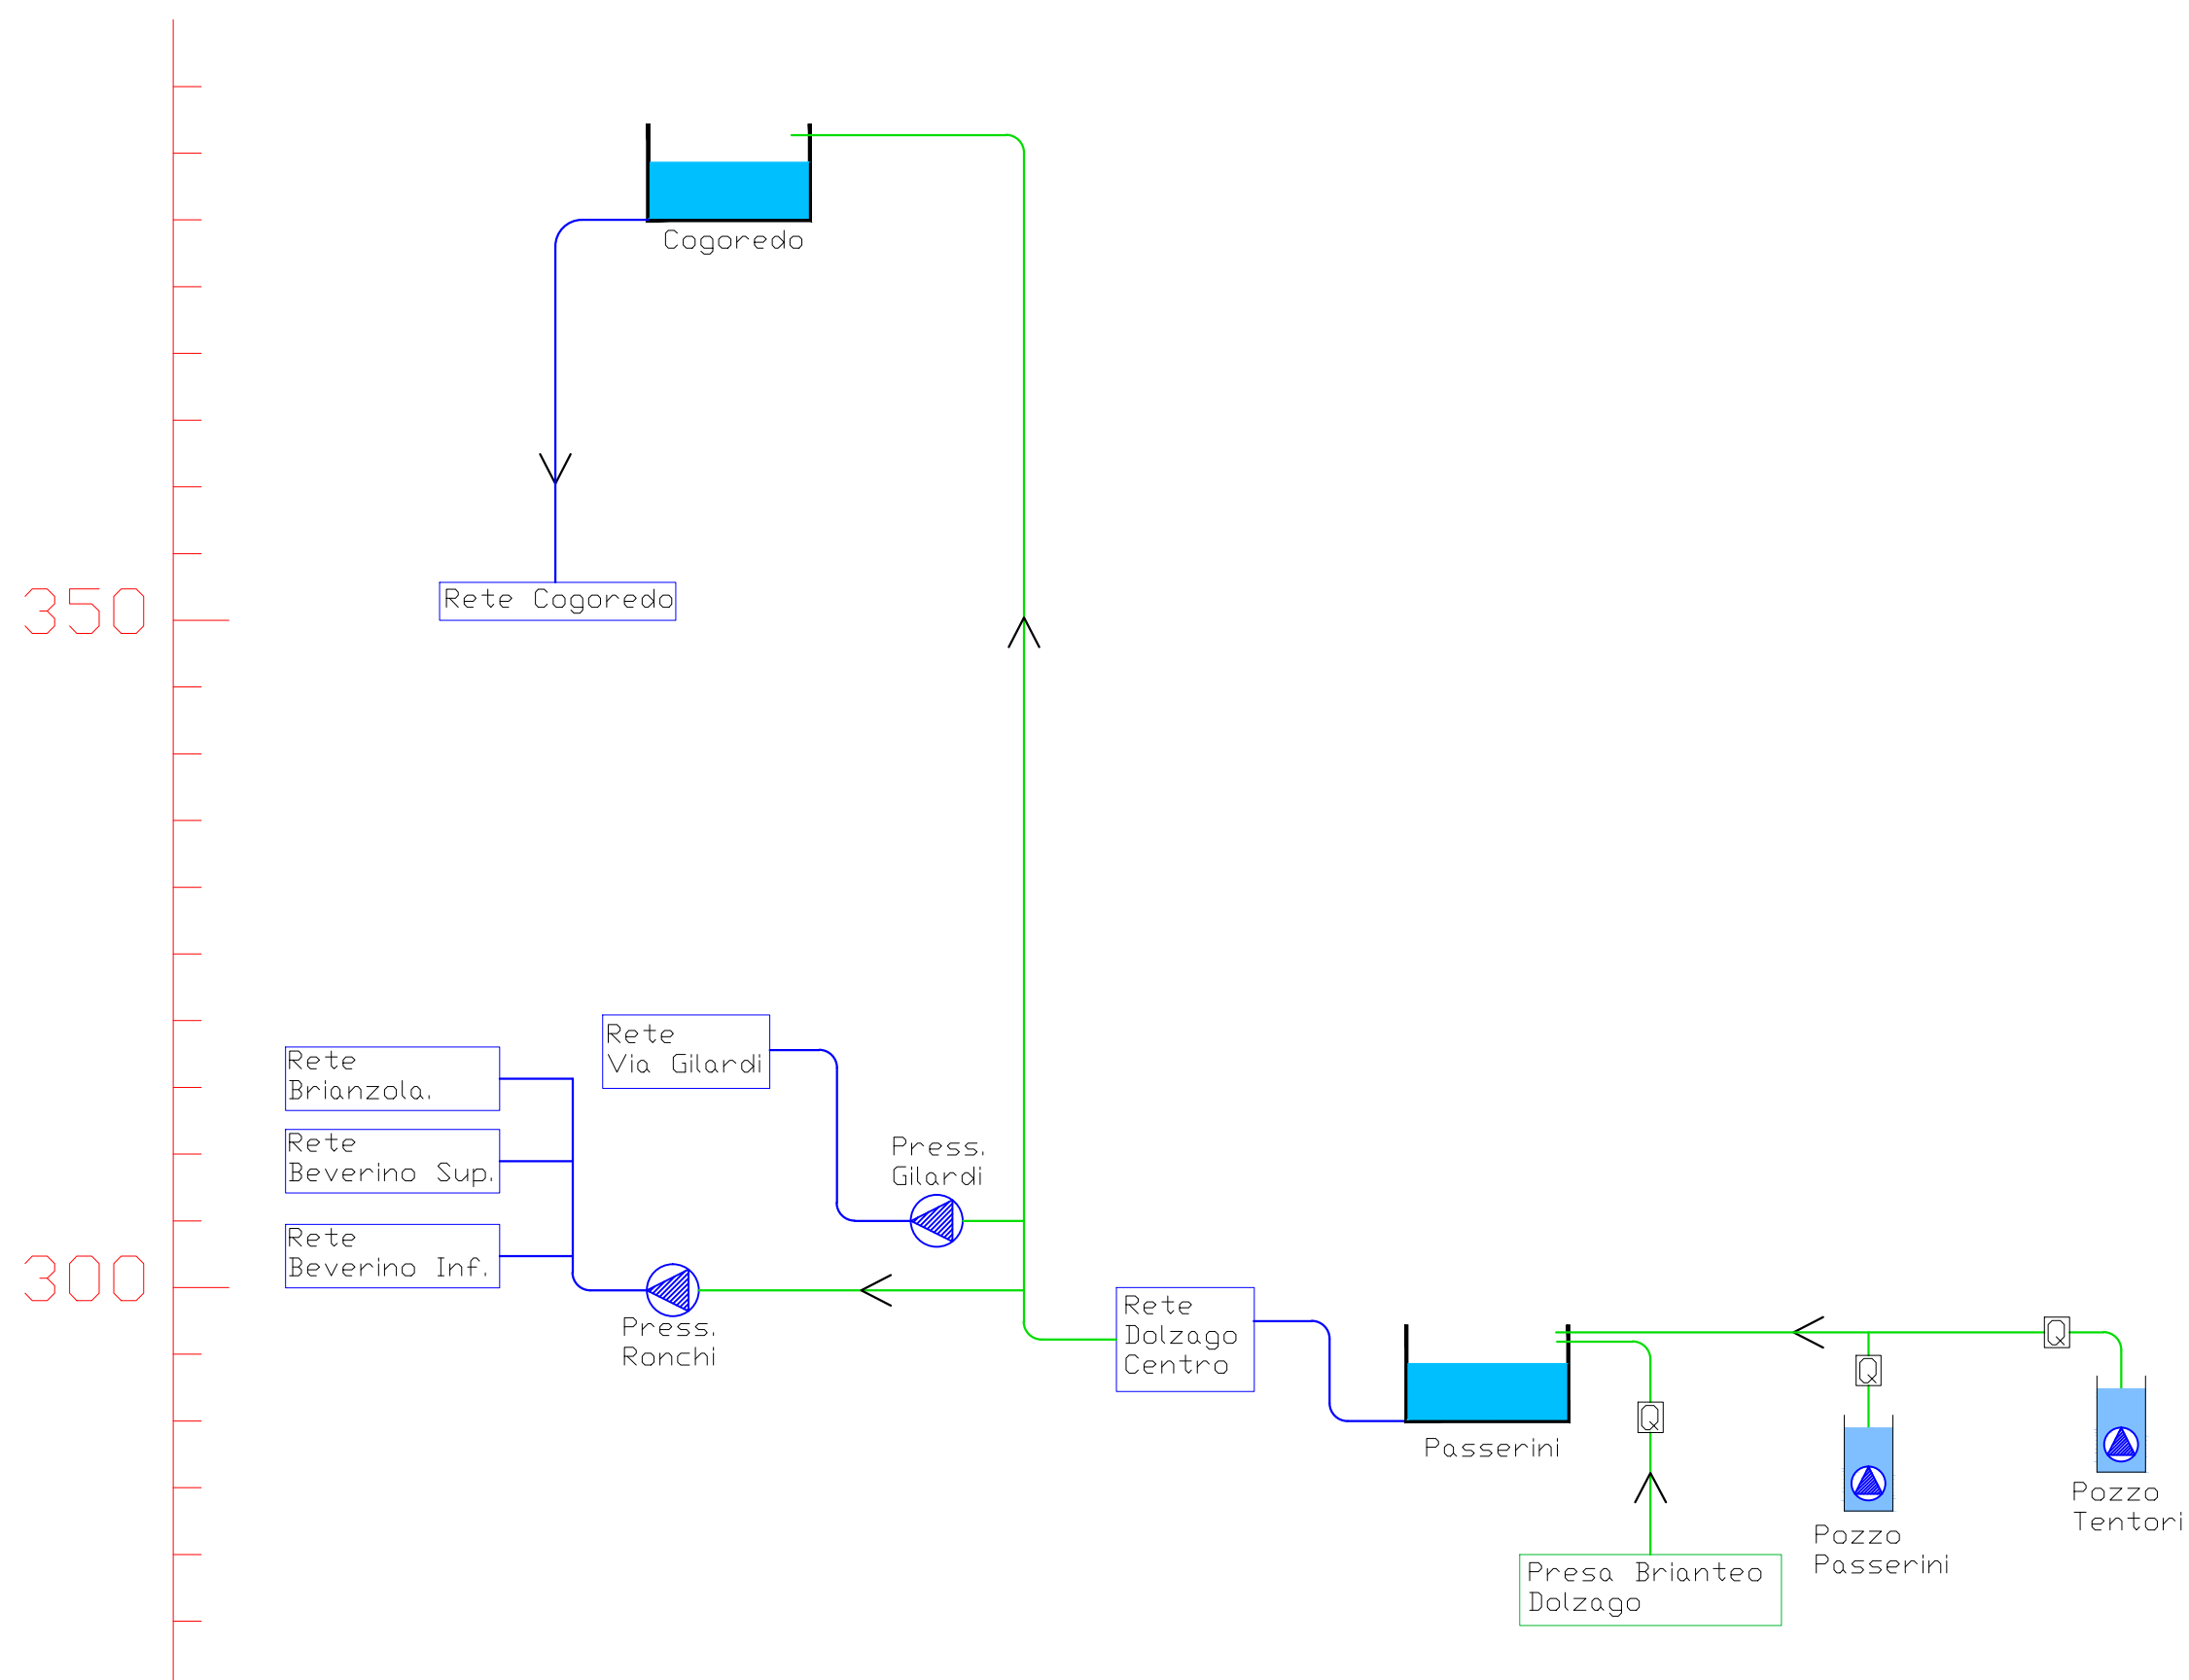 Cogoredo
350
Rete Cogoredo
Rete
Via Gilardi
Rete
Brianzola.
Rete
Beverino Sup.
Press.
Gilardi
Rete
Beverino Inf.
300
Press.
Ronchi
Rete
Dolzago
Centro
Q
Q
Q
Passerini
Pozzo
Tentori
Pozzo
Passerini
Presa Brianteo
Dolzago